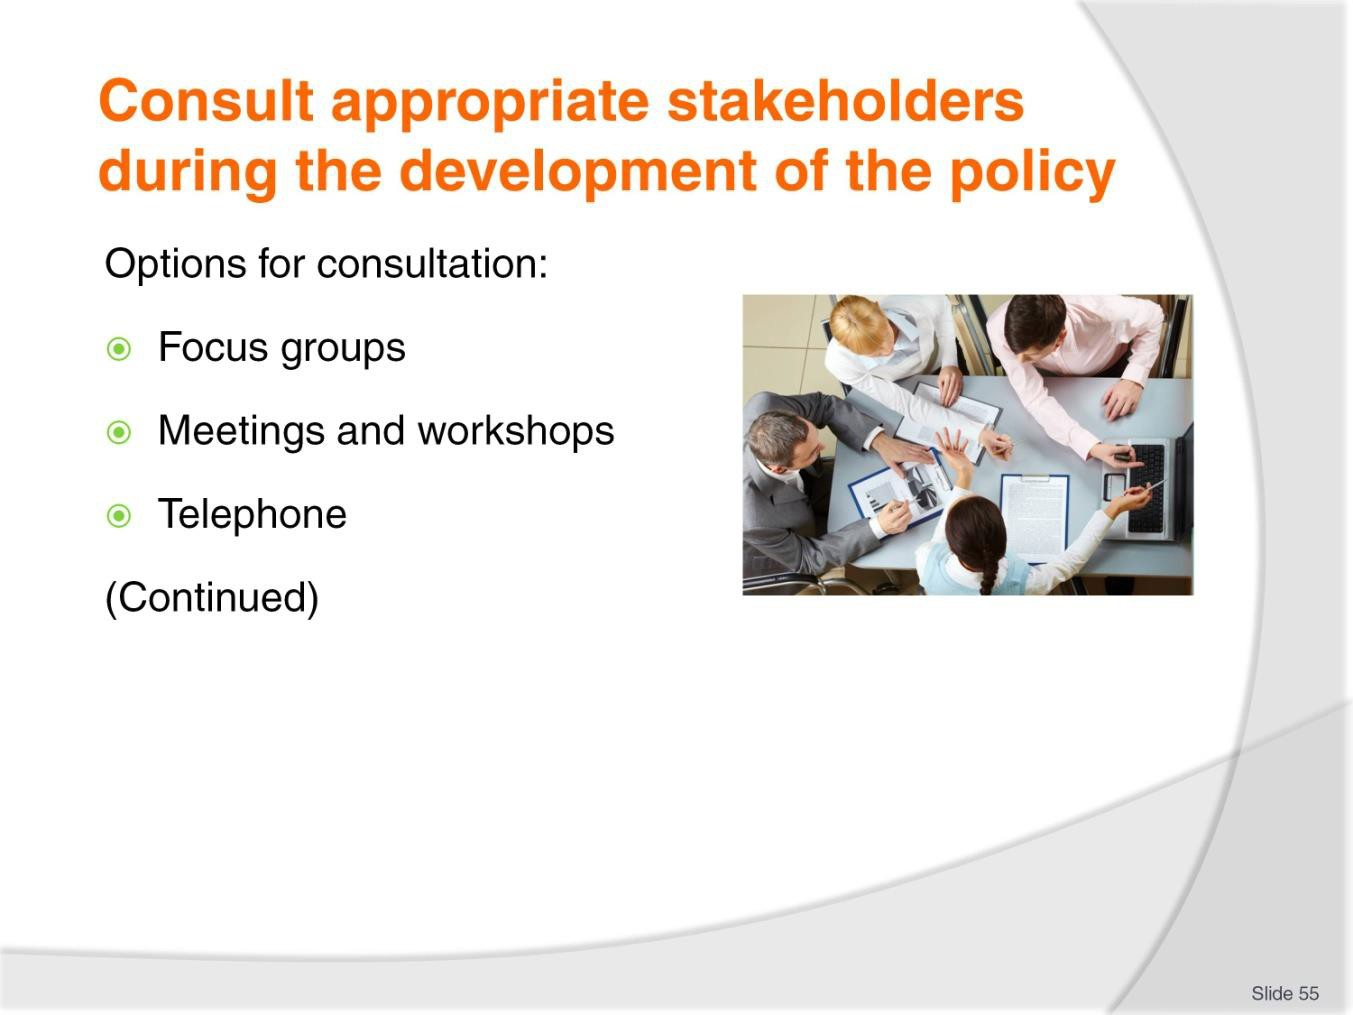 Consult appropriate stakeholders
during the development of the policy
Options for consultation:
Focus groups
Meetings and workshops
Telephone
(Continued)
Slide 55